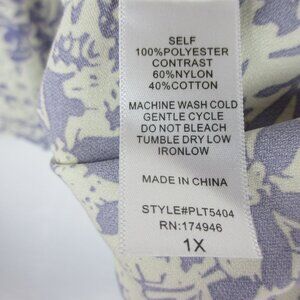 SELF
100%POLYESTER
CONTRAST
60%NYLON
40%COTTON
MACHINE WASH COLD
GENTLE CYCLE
DO NOT BLEACH
TUMBLE DRY LOW
IRONLOW
MADE IN CHINA
STYLE#PLT5404
RN:174946
1X